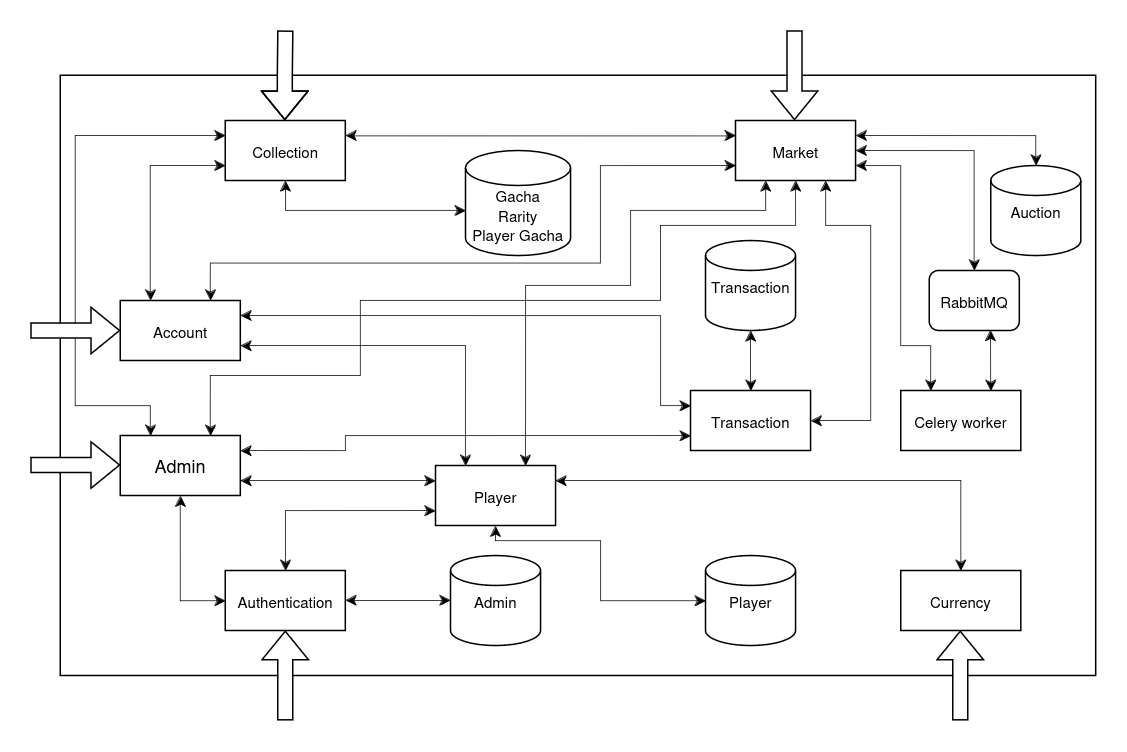 Collection
Market
Gacha
Rarity
Player Gacha
Auction
Transaction
RabbitMQ
Account
Transaction
Celery worker
Admin
Player
Authentication
Admin
Player
Currency